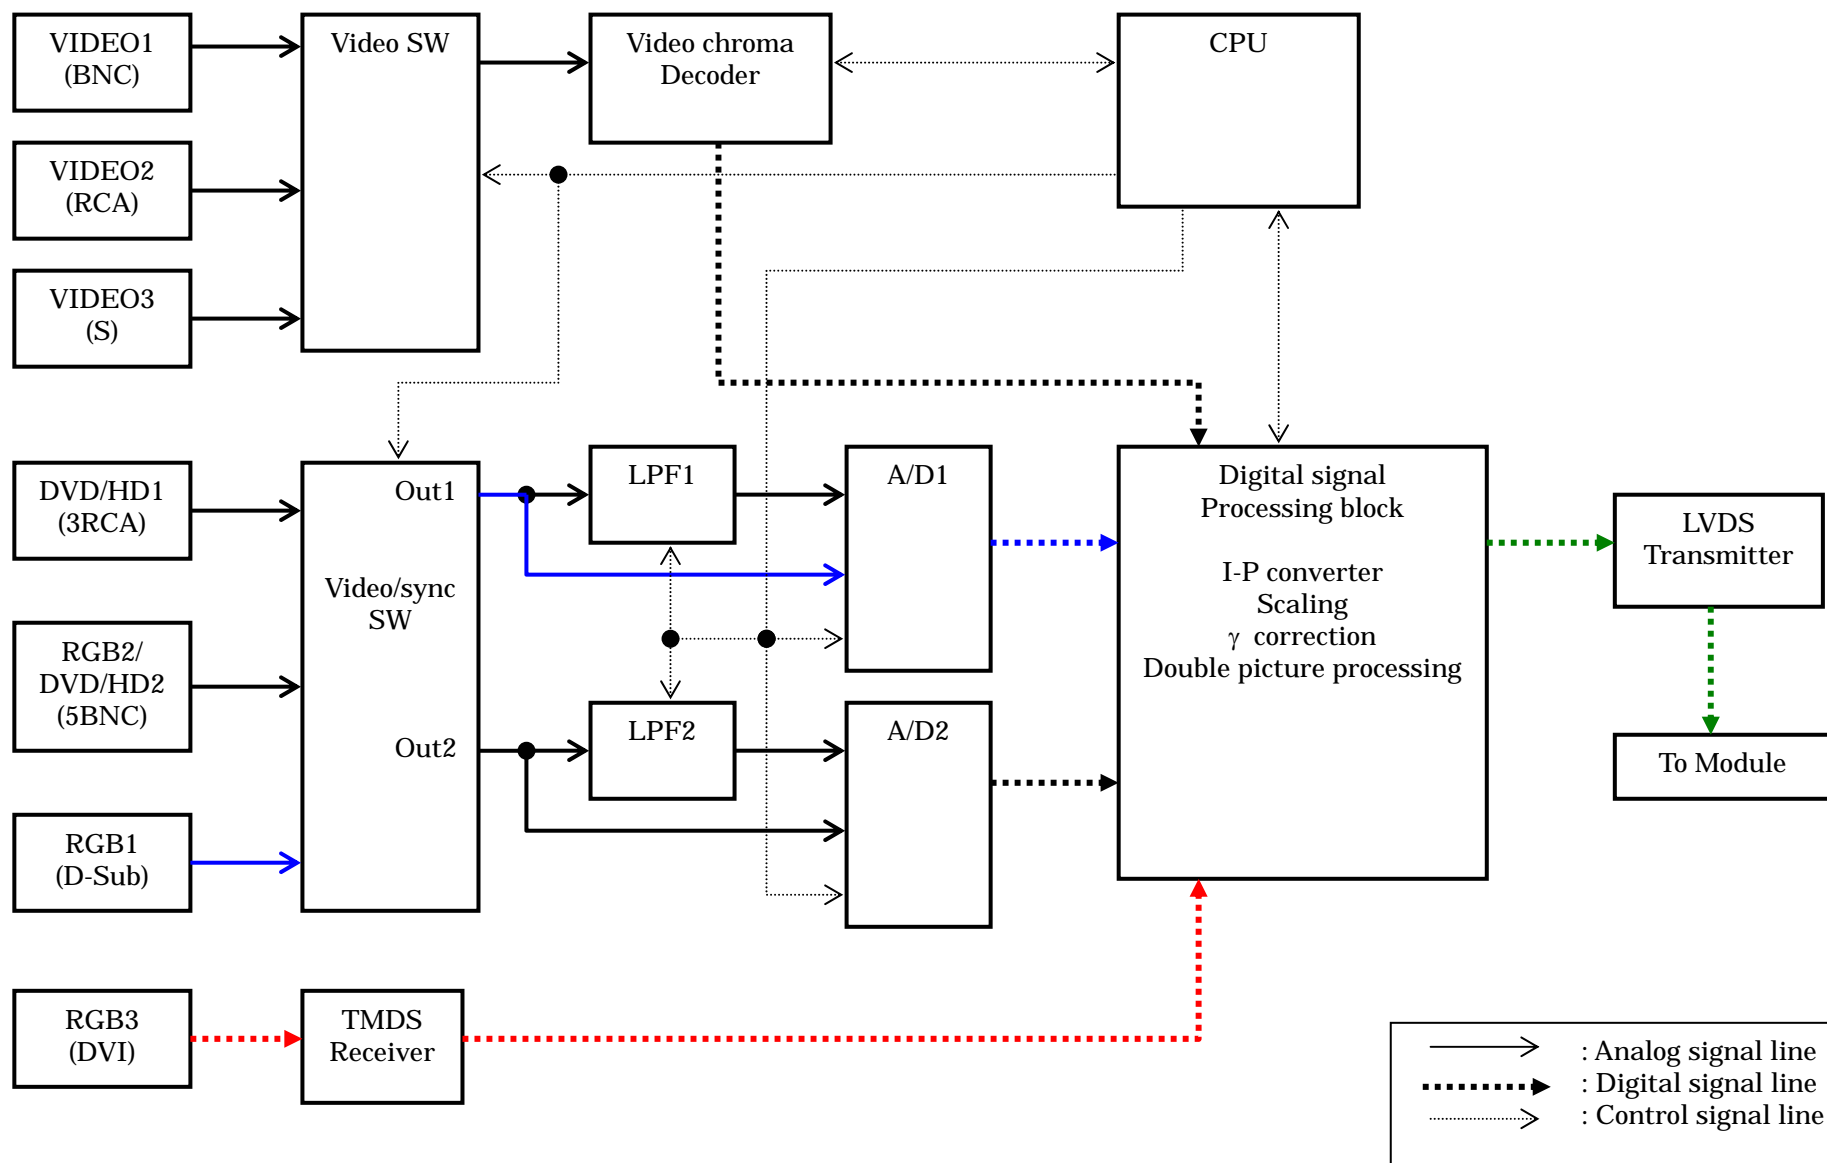 VIDEO1
(BNC)
Video SW
Video chroma
Decoder
CPU
VIDEO2
(RCA)
VIDEO3
(S)
DVD/HD1
(3RCA)
Out1
LPF1
A/D1
Digital signal
Processing block
LVDS
Transmitter
Video/sync
SW
I-P converter
Scaling
γ correction
Double picture processing
RGB2/
DVD/HD2
(5BNC)
Out2
LPF2
A/D2
To Module
RGB1
(D-Sub)
RGB3
(DVI)
TMDS
Receiver
: Analog signal line
: Digital signal line
: Control signal line